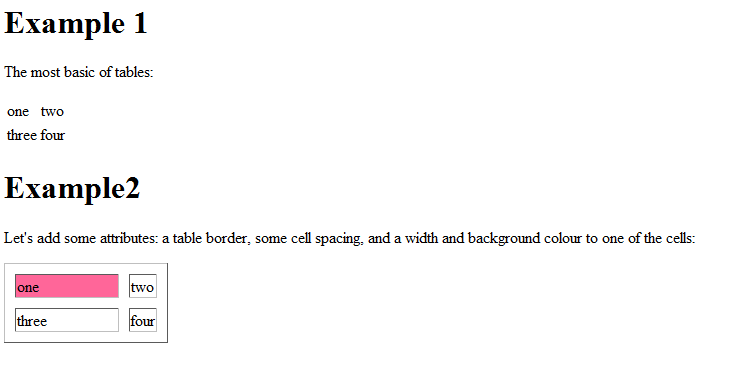 Example 1
The most basic of tables:
one two
three four
Example2
Let's add some attributes: a table border, some cell spacing, and a width and background colour to one of the cells:
one two
three four